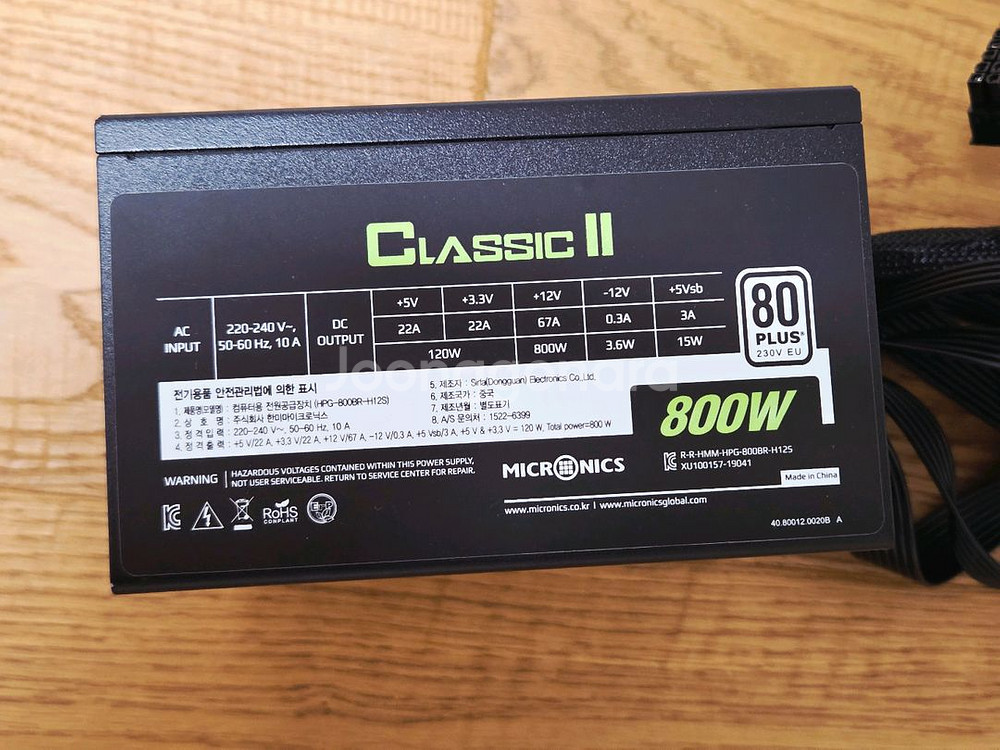 CLASSIC II
AC INPUT
220-240 V~, 50-60 Hz, 10 A
DC OUTPUT
+5V +3.3V +12V -12V +5Vsb
22A 22A 67A 0.3A 3A
120W 800W 3.6W 15W
80 PLUS
230V EU
Joonggonara
전기용품 안전관리법에 의한 표시
1. 제품명(모델명) : 컴퓨터용 전원공급장치 (HPG-800BR-H12S)
2. 상 호 명 : 주식회사 한미마이크로닉스
3. 정 격 입 력 : 220-240 V~, 50-60 Hz, 10 A
4. 정 격 출 력 : +5 V/22 A, +3.3 V/22 A, +12 V/67 A, -12 V/0.3 A, +5 Vsb/3 A, +5 V & +3.3 V = 120 W, Total power=800 W
5. 제조자 : Sirfa(Dongguan) Electronics Co.,Ltd.
6. 제조국가 : 중국
7. 제조년월 : 별도표기
8. A/S 문의처 : 1522-6399
800W
WARNING
HAZARDOUS VOLTAGES CONTAINED WITHIN THIS POWER SUPPLY,
NOT USER SERVICEABLE. RETURN TO SERVICE CENTER FOR REPAIR.
MICRONICS
R-R-HMM-HPG-800BR-H12S
XU100157-19041
Made in China
RoHS
COMPLIANT
www.micronics.co.kr I www.micronicsglobal.com
40.80012.0020B A